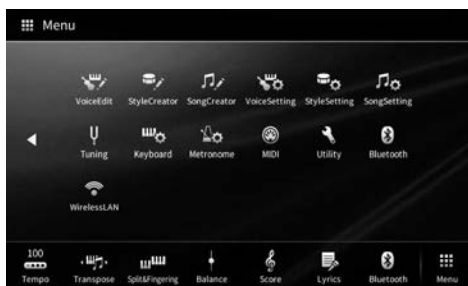 Menu
VoiceEdit StyleCreator SongCreator VoiceSetting StyleSetting SongSetting
Tuning Keyboard Metronome MIDI Utility Bluetooth
WirelessLAN
100
Tempo Transpose Split&Fingering Balance Score Lyrics Bluetooth Menu